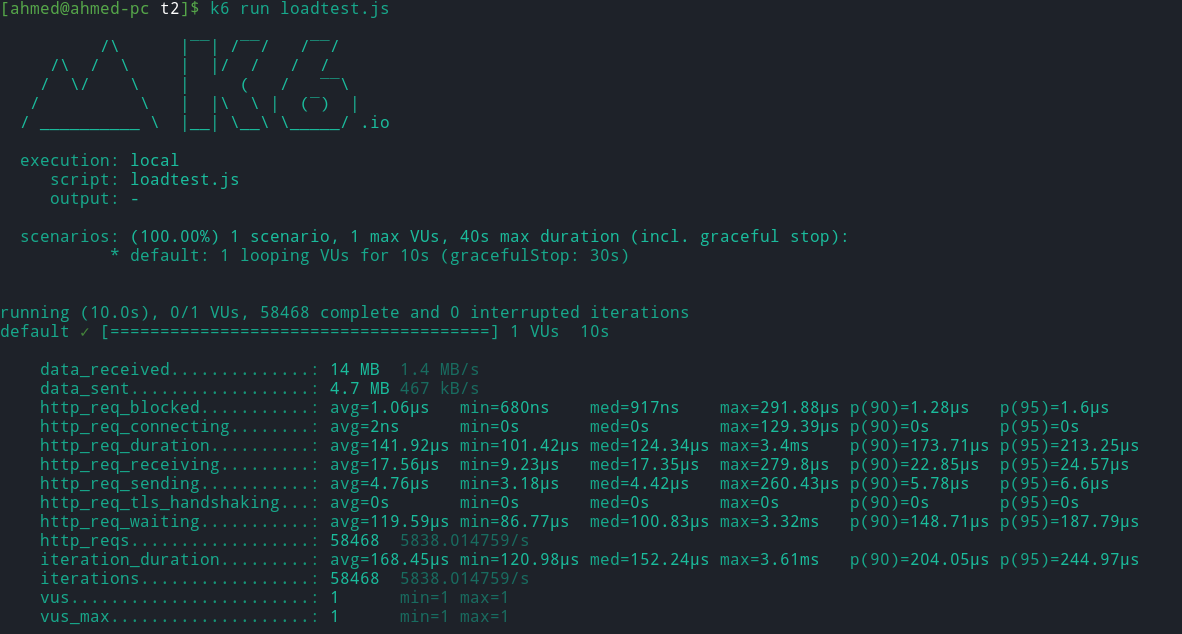 [ahmed@ahmed-pc t2]$ k6 run loadtest.js

          /\      |‾‾| /‾‾/   /‾‾/
     /\  /  \     |  |/  /   /  /
    /  \/    \    |     (   /   ‾‾\
   /          \   |  |\  \ |  (‾)  |
  / __________ \  |__| \__\ \_____/ .io

  execution: local
     script: loadtest.js
     output: -

  scenarios: (100.00%) 1 scenario, 1 max VUs, 40s max duration (incl. graceful stop):
           * default: 1 looping VUs for 10s (gracefulStop: 30s)

running (10.0s), 0/1 VUs, 58468 complete and 0 interrupted iterations
default ✓ [======================================] 1 VUs  10s

    data_received..............: 14 MB  1.4 MB/s
    data_sent..................: 4.7 MB 467 kB/s
    http_req_blocked...........: avg=1.06µs   min=680ns    med=917ns    max=291.88µs p(90)=1.28µs   p(95)=1.6µs
    http_req_connecting........: avg=2ns      min=0s       med=0s       max=129.39µs p(90)=0s       p(95)=0s
    http_req_duration..........: avg=141.92µs min=101.42µs med=124.34µs max=3.4ms    p(90)=173.71µs p(95)=213.25µs
    http_req_receiving.........: avg=17.56µs  min=9.23µs   med=17.35µs  max=279.8µs  p(90)=22.85µs  p(95)=24.57µs
    http_req_sending...........: avg=4.76µs   min=3.18µs   med=4.42µs   max=260.43µs p(90)=5.78µs   p(95)=6.6µs
    http_req_tls_handshaking...: avg=0s       min=0s       med=0s       max=0s       p(90)=0s       p(95)=0s
    http_req_waiting...........: avg=119.59µs min=86.77µs  med=100.83µs max=3.32ms   p(90)=148.71µs p(95)=187.79µs
    http_reqs..................: 58468  5838.014759/s
    iteration_duration.........: avg=168.45µs min=120.98µs med=152.24µs max=3.61ms   p(90)=204.05µs p(95)=244.97µs
    iterations.................: 58468  5838.014759/s
    vus........................: 1      min=1 max=1
    vus_max....................: 1      min=1 max=1